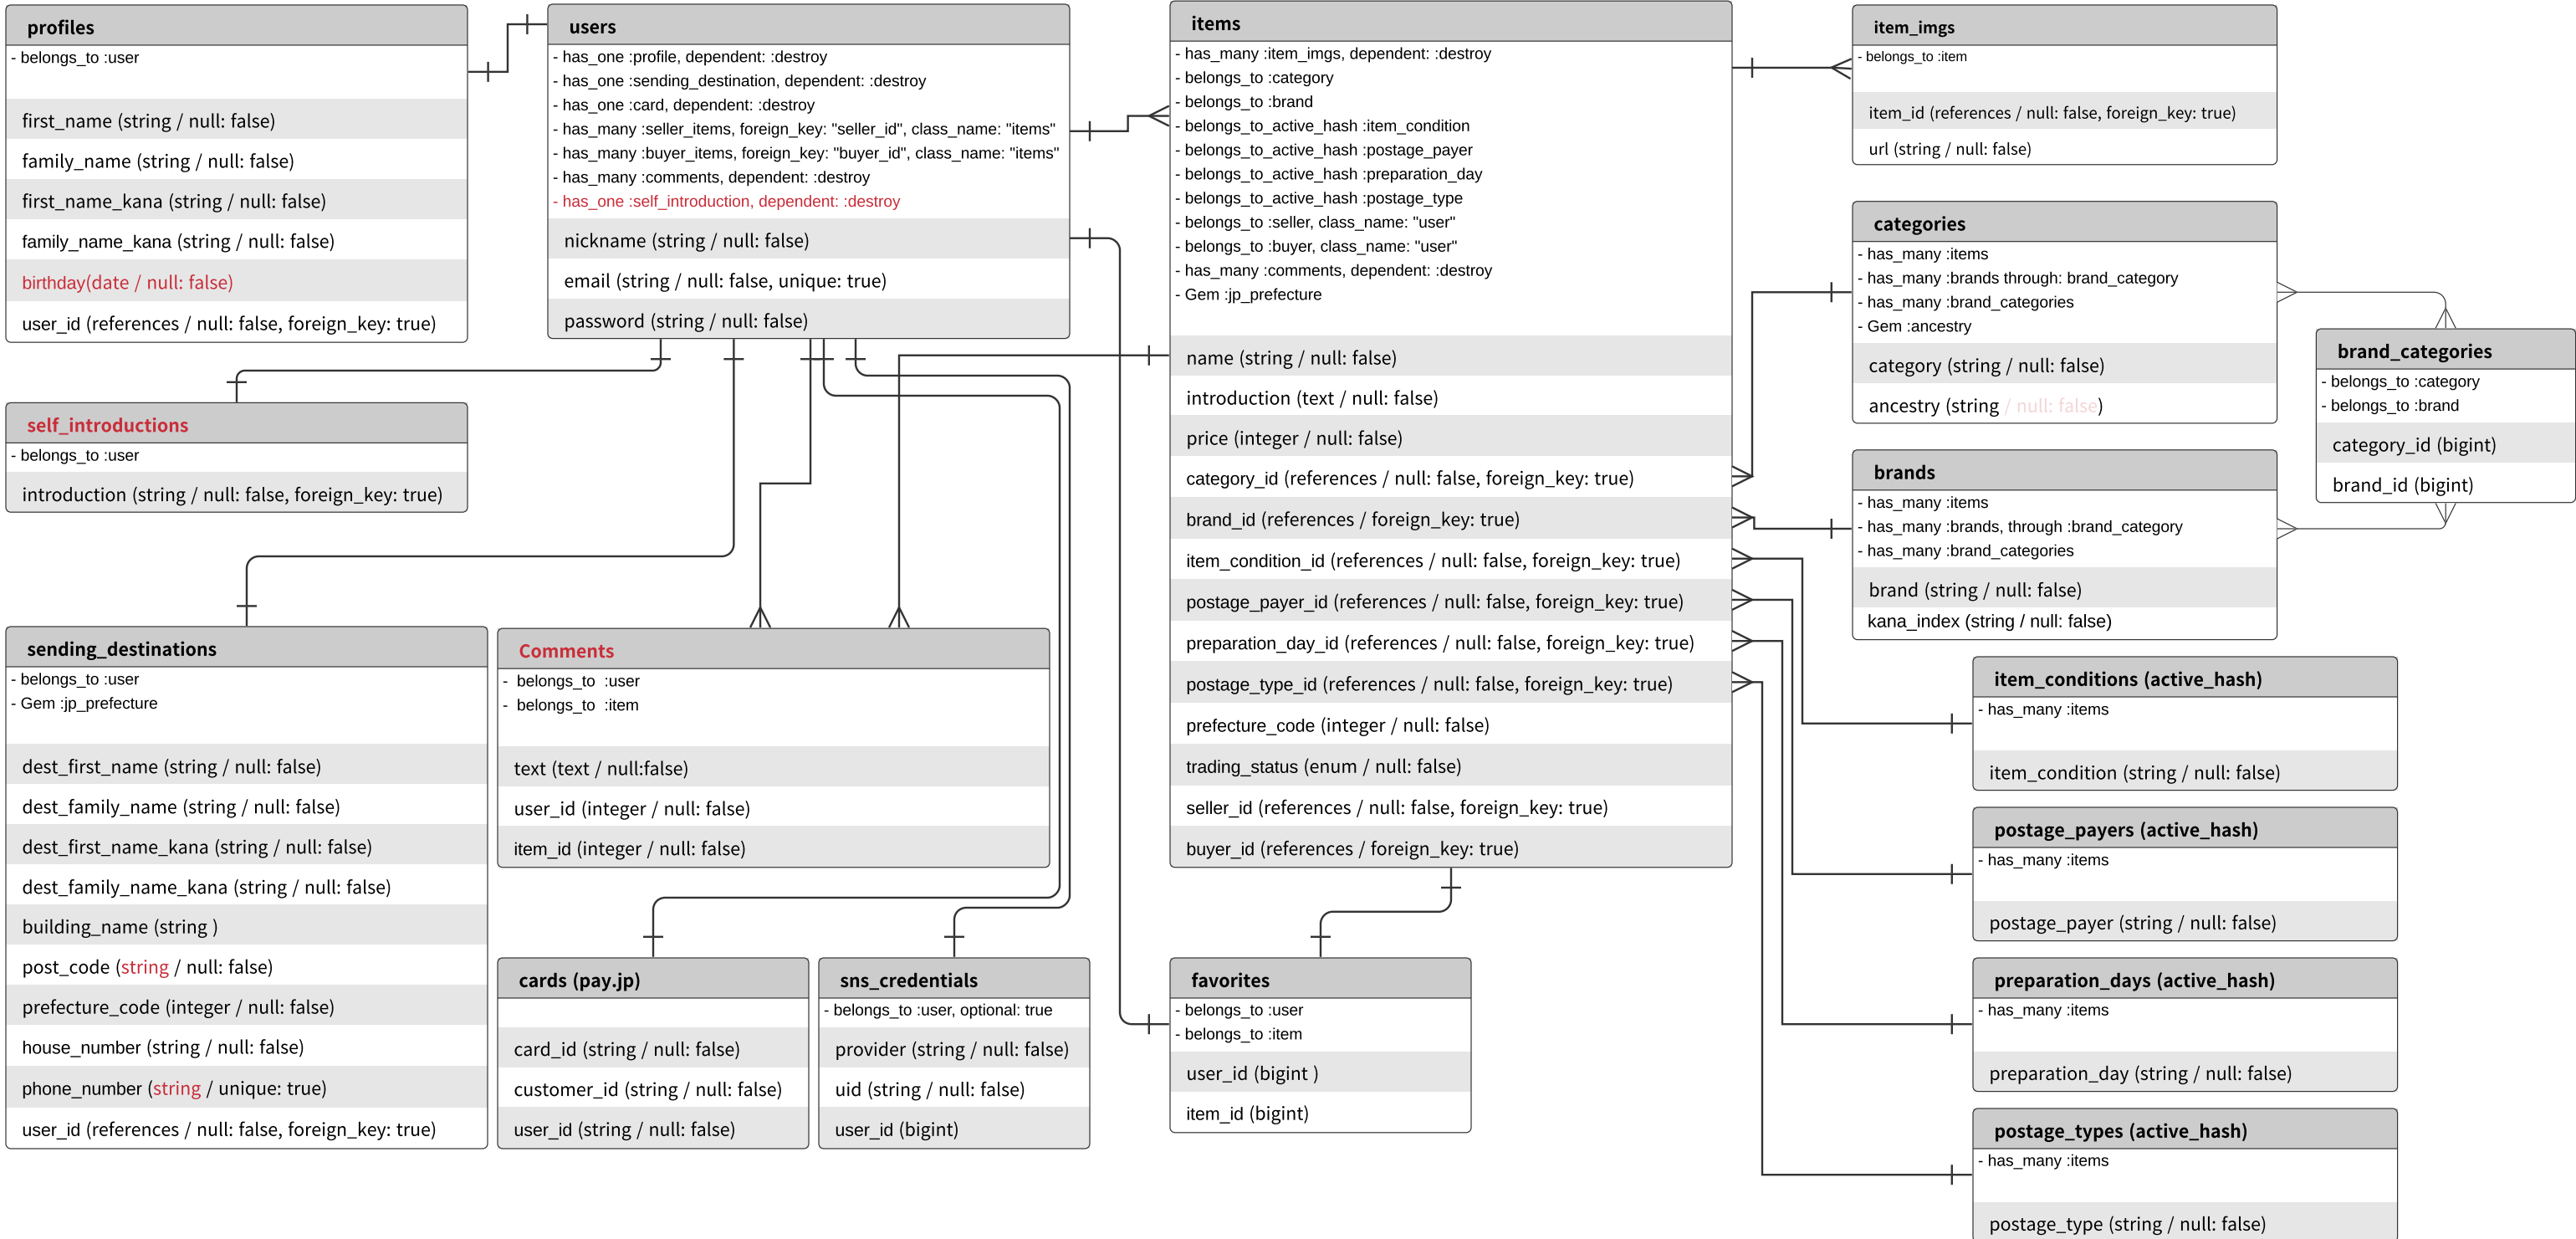 profiles
- belongs_to :user
first_name (string / null: false)
family_name (string / null: false)
first_name_kana (string / null: false)
family_name_kana (string / null: false)
birthday(date / null: false)
user_id (references / null: false, foreign_key: true)
users
- has_one :profile, dependent: :destroy
- has_one :sending_destination, dependent: :destroy
- has_one :card, dependent: :destroy
- has_many :seller_items, foreign_key: "seller_id", class_name: "items"
- has_many :buyer_items, foreign_key: "buyer_id", class_name: "items"
- has_many :comments, dependent: :destroy
- has_one :self_introduction, dependent: :destroy
nickname (string / null: false)
email (string / null: false, unique: true)
password (string / null: false)
self_introductions
- belongs_to :user
introduction (string / null: false, foreign_key: true)
sending_destinations
- belongs_to :user
- Gem :jp_prefecture
dest_first_name (string / null: false)
dest_family_name (string / null: false)
dest_first_name_kana (string / null: false)
dest_family_name_kana (string / null: false)
building_name (string )
post_code (string / null: false)
prefecture_code (integer / null: false)
house_number (string / null: false)
phone_number (string / unique: true)
user_id (references / null: false, foreign_key: true)
Comments
- belongs_to :user
- belongs_to :item
text (text / null:false)
user_id (integer / null: false)
item_id (integer / null: false)
cards (pay.jp)
card_id (string / null: false)
customer_id (string / null: false)
user_id (string / null: false)
sns_credentials
- belongs_to :user, optional: true
provider (string / null: false)
uid (string / null: false)
user_id (bigint)
items
- has_many :item_imgs, dependent: :destroy
- belongs_to :category
- belongs_to :brand
- belongs_to_active_hash :item_condition
- belongs_to_active_hash :postage_payer
- belongs_to_active_hash :preparation_day
- belongs_to_active_hash :postage_type
- belongs_to :seller, class_name: "user"
- belongs_to :buyer, class_name: "user"
- has_many :comments, dependent: :destroy
- Gem :jp_prefecture
name (string / null: false)
introduction (text / null: false)
price (integer / null: false)
category_id (references / null: false, foreign_key: true)
brand_id (references / foreign_key: true)
item_condition_id (references / null: false, foreign_key: true)
postage_payer_id (references / null: false, foreign_key: true)
preparation_day_id (references / null: false, foreign_key: true)
postage_type_id (references / null: false, foreign_key: true)
prefecture_code (integer / null: false)
trading_status (enum / null: false)
seller_id (references / null: false, foreign_key: true)
buyer_id (references / foreign_key: true)
favorites
- belongs_to :user
- belongs_to :item
user_id (bigint )
item_id (bigint)
item_imgs
- belongs_to :item
item_id (references / null: false, foreign_key: true)
url (string / null: false)
categories
- has_many :items
- has_many :brands through: brand_category
- has_many :brand_categories
- Gem :ancestry
category (string / null: false)
ancestry (string / null: false)
brand_categories
- belongs_to :category
- belongs_to :brand
category_id (bigint)
brand_id (bigint)
brands
- has_many :items
- has_many :brands, through :brand_category
- has_many :brand_categories
brand (string / null: false)
kana_index (string / null: false)
item_conditions (active_hash)
- has_many :items
item_condition (string / null: false)
postage_payers (active_hash)
- has_many :items
postage_payer (string / null: false)
preparation_days (active_hash)
- has_many :items
preparation_day (string / null: false)
postage_types (active_hash)
- has_many :items
postage_type (string / null: false)